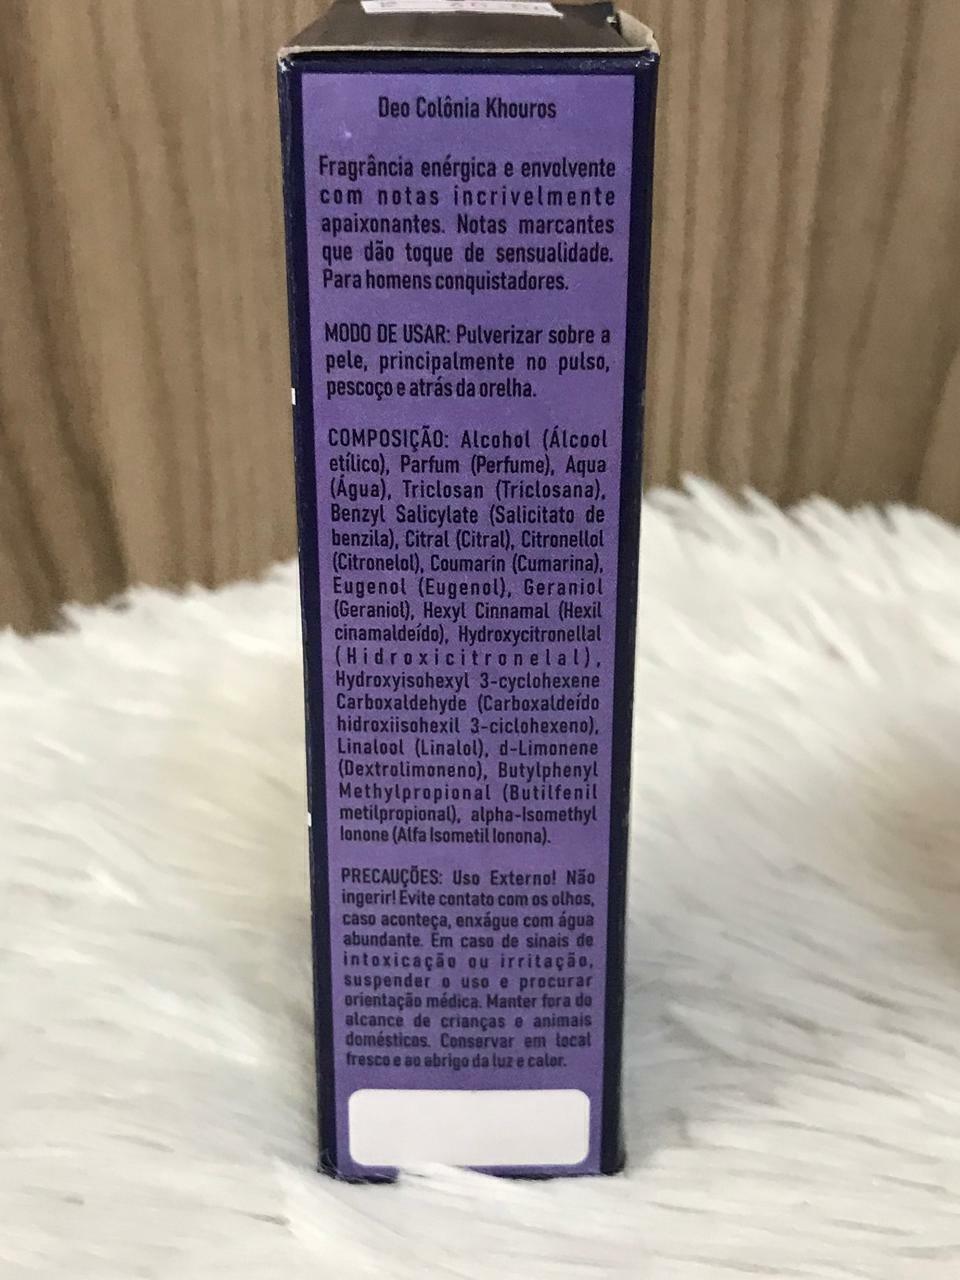 Deo Colônia Khouros
Fragrância enérgica e envolvente
com notas incrivelmente
apaixonantes. Notas marcantes
que dão toque de sensualidade.
Para homens conquistadores.
MODO DE USAR: Pulverizar sobre a
pele, principalmente no pulso,
pescoço e atrás da orelha.
COMPOSIÇÃO: Alcohol (Álcool
etílico), Parfum (Perfume), Aqua
(Água), Triclosan (Triclosana),
Benzyl Salicylate (Salicitato de
benzila), Citral (Citral), Citronellol
(Citronelol), Coumarin (Cumarina),
Eugenol (Eugenol), Geraniol
(Geraniol), Hexyl Cinnamal (Hexil
cinamaldeído), Hydroxycitronellal
(Hidroxicitronelal),
Hydroxyisohexyl 3-cyclohexene
Carboxaldehyde (Carboxaldeído
hidroxiisohexil 3-ciclohexeno),
Linalool (Linalol), d-Limonene
(Dextrolimoneno), Butylphenyl
Methylpropional (Butilfenil
metilpropional), alpha-Isomethyl
Ionone (Alfa Isometil Ionona).
PRECAUÇÕES: Uso Externo! Não
ingerir! Evite contato com os olhos,
caso aconteça, enxágue com água
abundante. Em caso de sinais de
intoxicação ou irritação,
suspender o uso e procurar
orientação médica. Manter fora do
alcance de crianças e animais
domésticos. Conservar em local
fresco e ao abrigo da luz e calor.